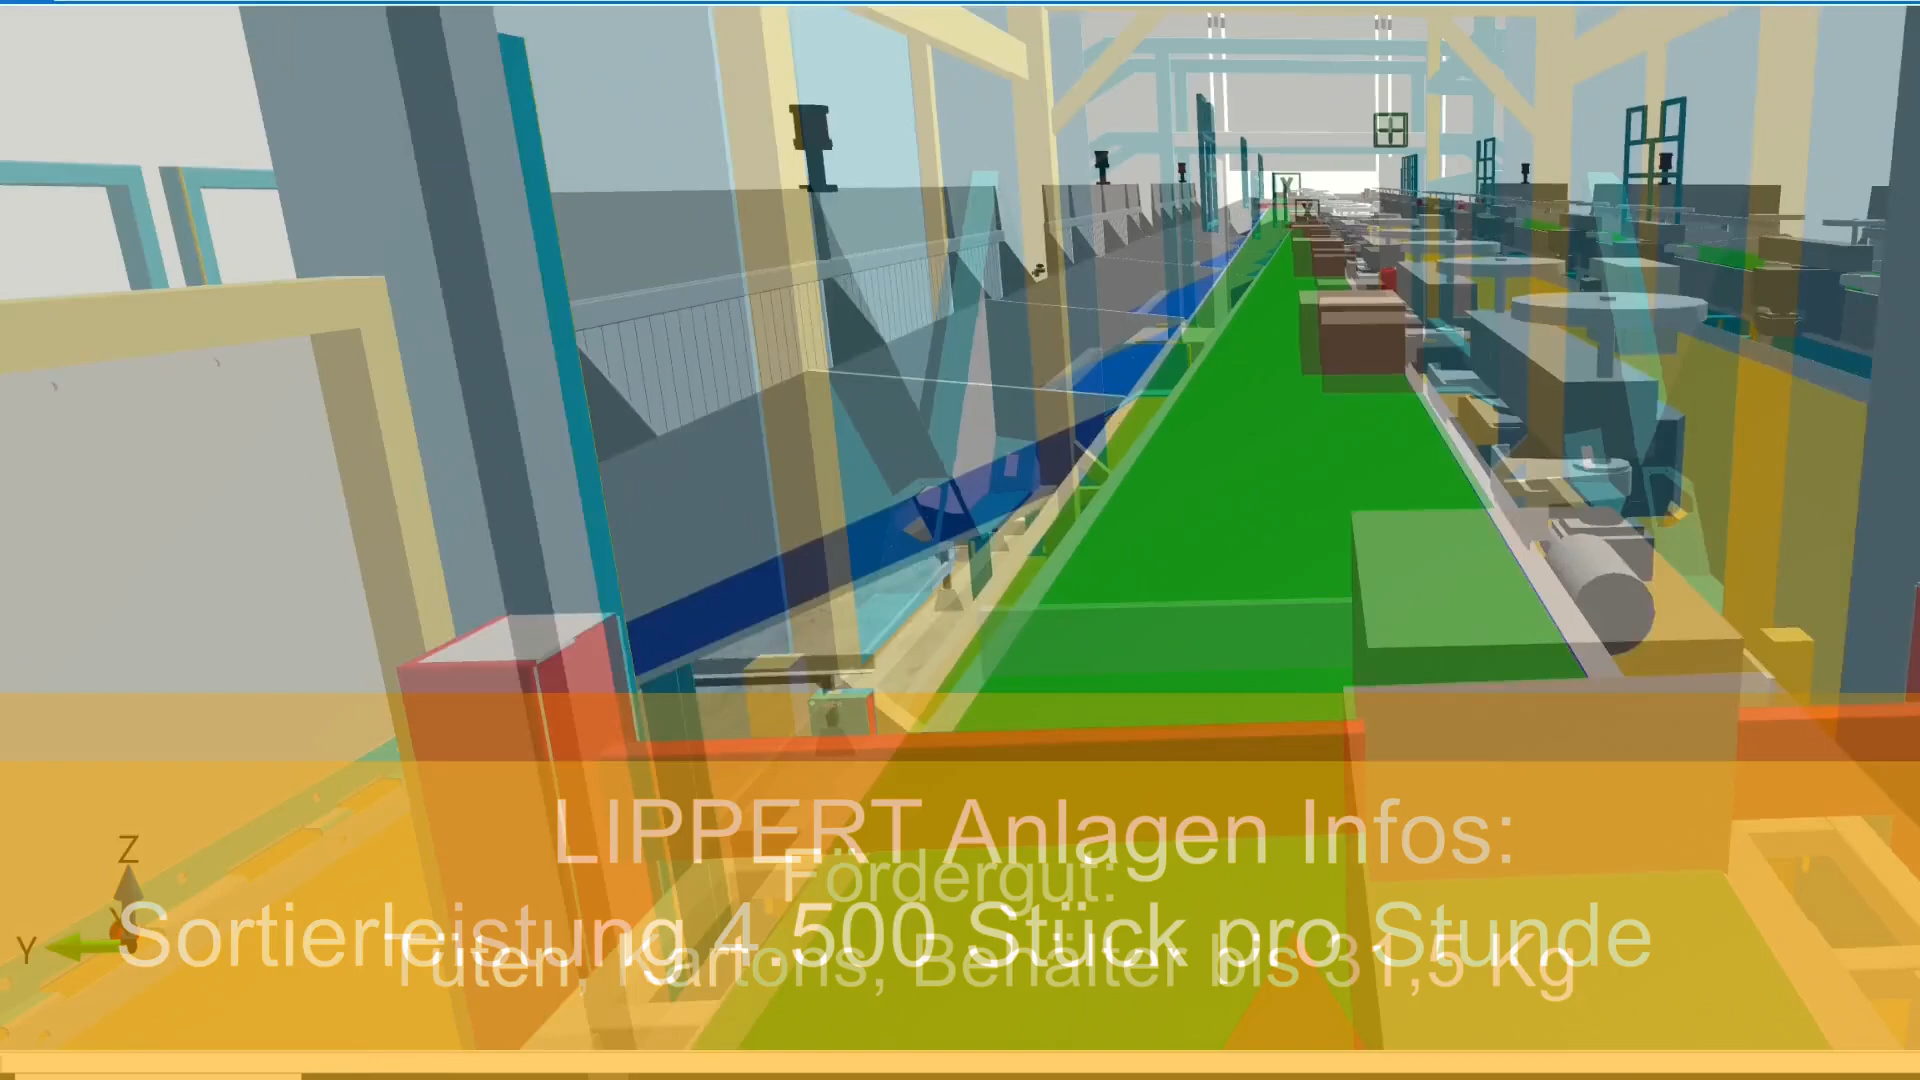 LIPPERT Anlagen Infos:
Fördergut:
Sortierleistung 4.500 Stück pro Stunde
Tüten, Kartons, Behälter bis 31,5 Kg
Z
Y
X
Y
X